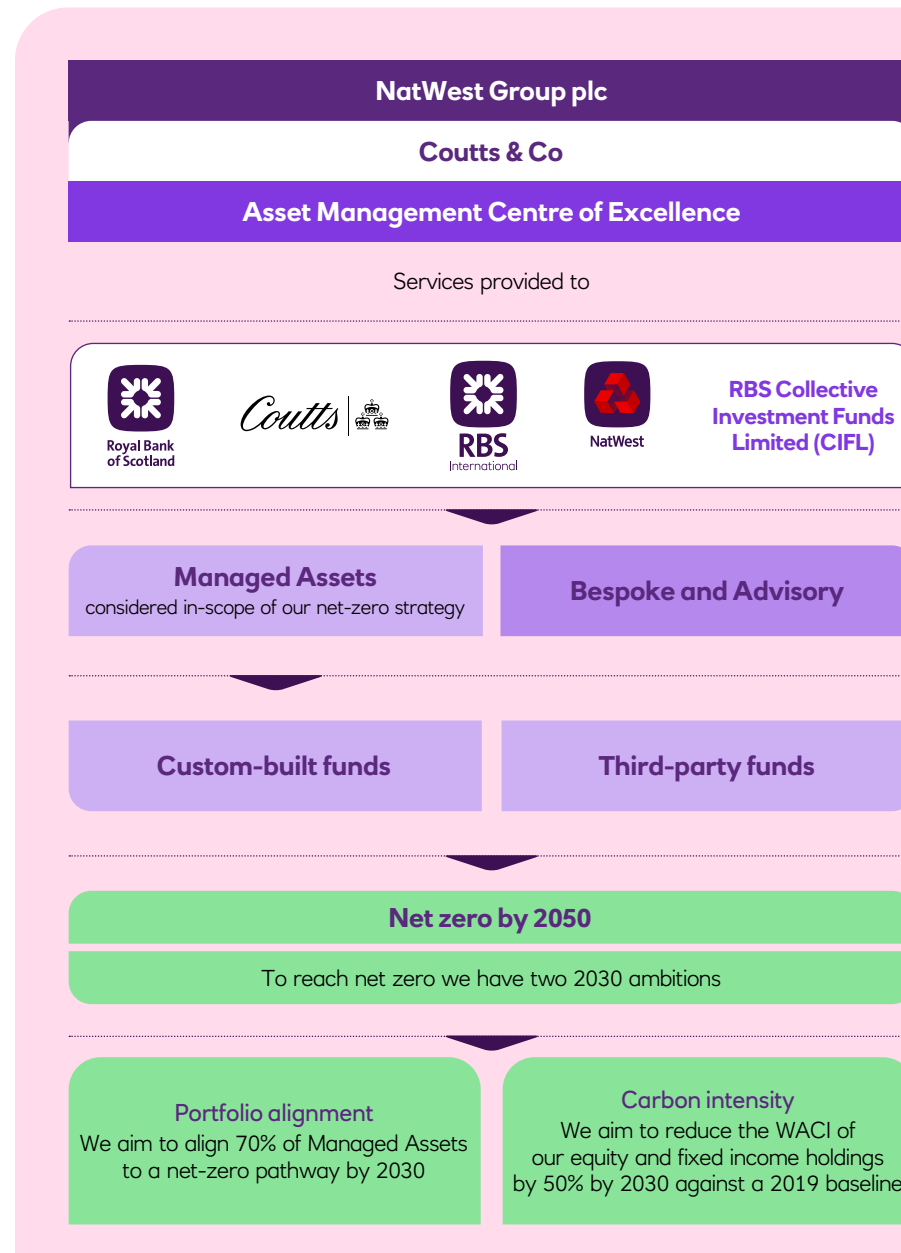 NatWest Group plc
Coutts & Co
Asset Management Centre of Excellence
Services provided to
Royal Bank
of Scotland
Coutts
RBS
International
NatWest
RBS Collective
Investment Funds
Limited (CIFL)
Managed Assets
considered in-scope of our net-zero strategy
Bespoke and Advisory
Custom-built funds
Third-party funds
Net zero by 2050
To reach net zero we have two 2030 ambitions
Portfolio alignment
We aim to align 70% of Managed Assets
to a net-zero pathway by 2030
Carbon intensity
We aim to reduce the WACI of
our equity and fixed income holdings
by 50% by 2030 against a 2019 baseline